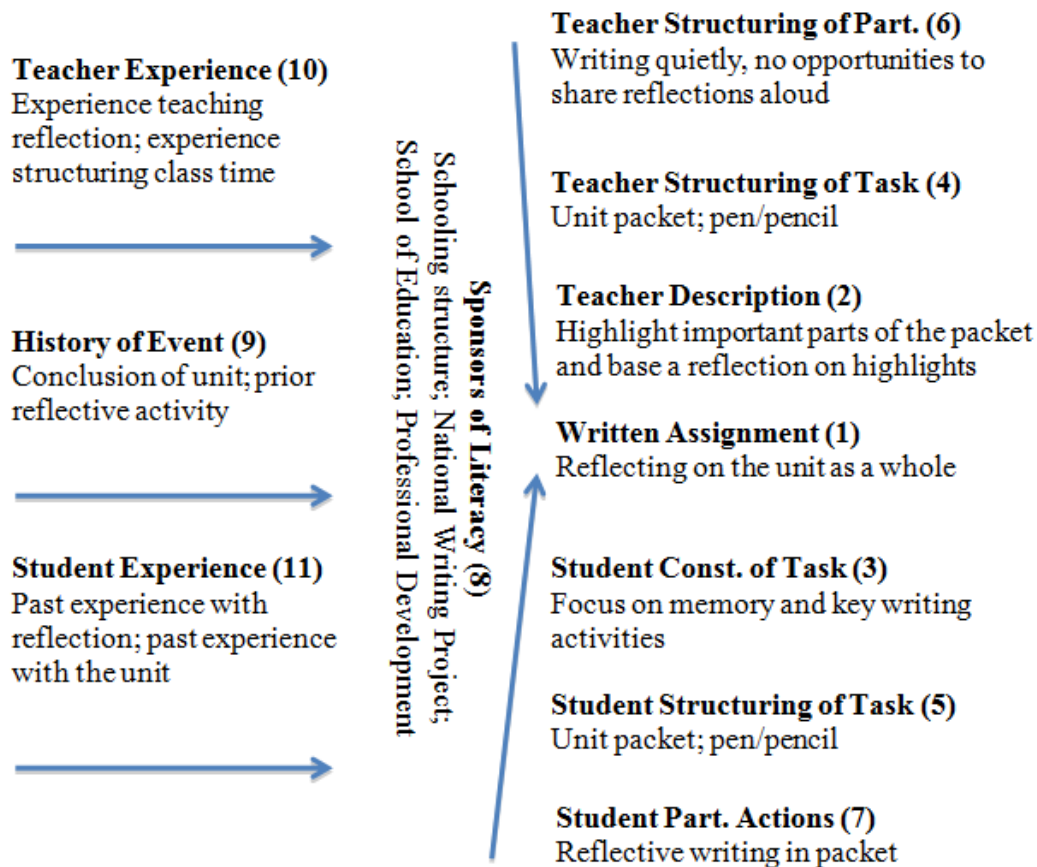 Teacher Experience (10)
Experience teaching
reflection; experience
structuring class time
History of Event (9)
Conclusion of unit; prior
reflective activity
Student Experience (11)
Past experience with
reflection; past experience
with the unit
Sponsors of Literacy (8)
Schooling structure; National Writing Project;
School of Education; Professional Development
Teacher Structuring of Part. (6)
Writing quietly, no opportunities to
share reflections aloud
Teacher Structuring of Task (4)
Unit packet; pen/pencil
Teacher Description (2)
Highlight important parts of the packet
and base a reflection on highlights
Written Assignment (1)
Reflecting on the unit as a whole
Student Const. of Task (3)
Focus on memory and key writing
activities
Student Structuring of Task (5)
Unit packet; pen/pencil
Student Part. Actions (7)
Reflective writing in packet